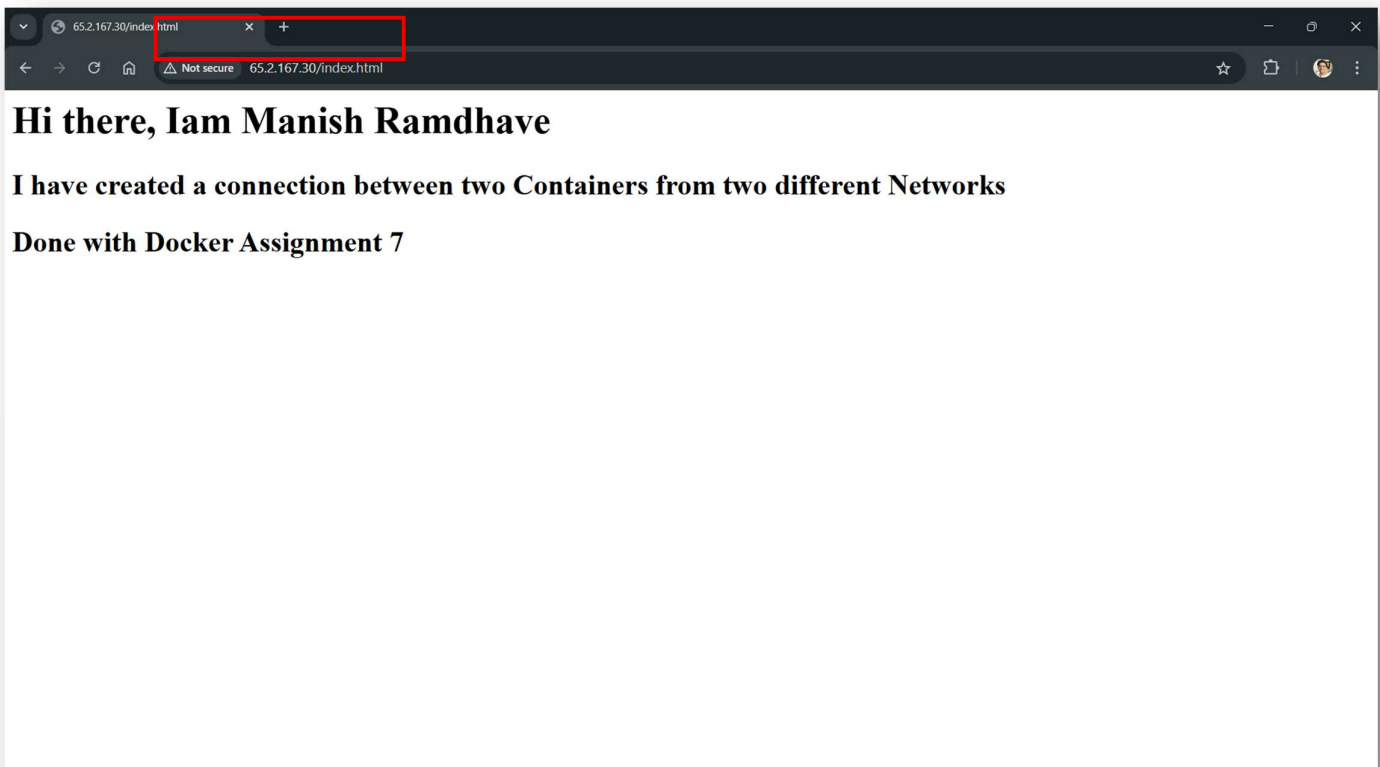 65.2.167.30/index.html
Not secure 65.2.167.30/index.html
Hi there, Iam Manish Ramdhave
I have created a connection between two Containers from two different Networks
Done with Docker Assignment 7